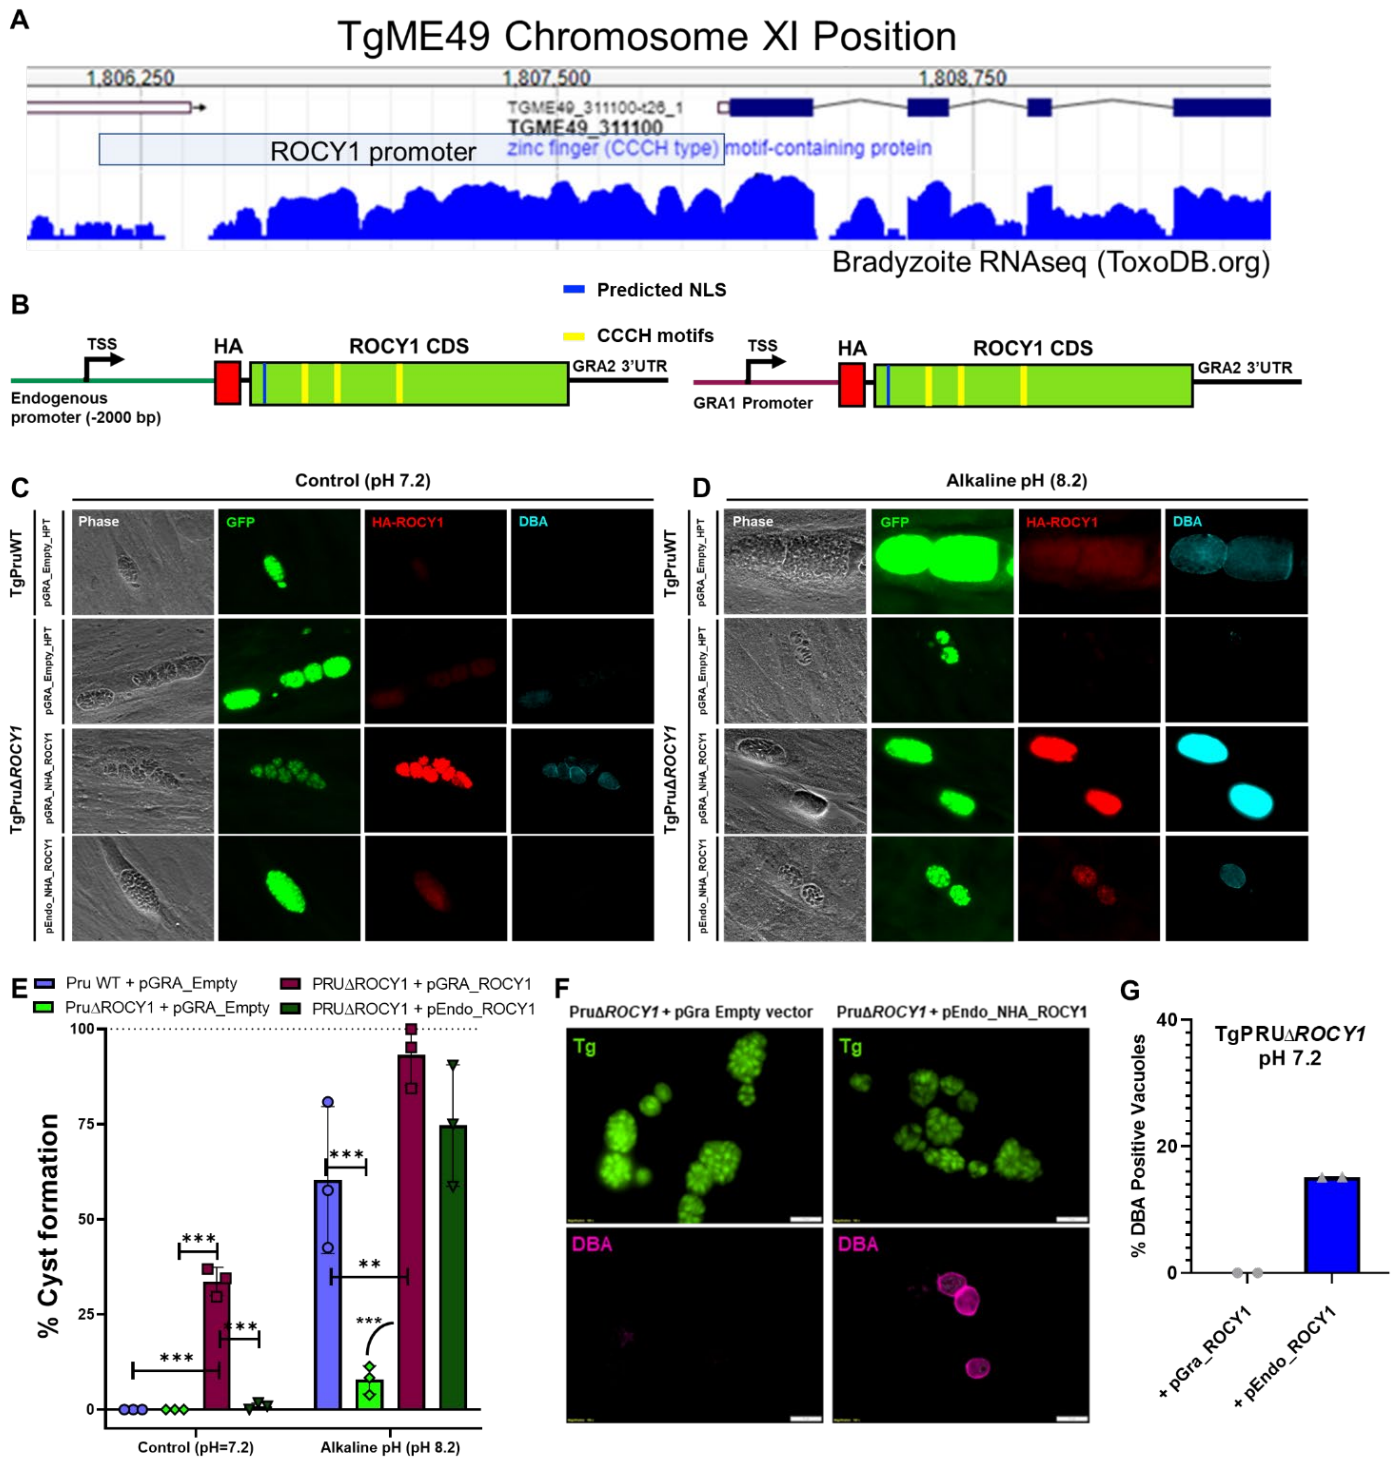 A
TgME49 Chromosome XI Position
1,806,250
1,807,500
1,808,750
TGME49_311100-t26_1
TGME49_311100
ROCY1 promoter
zinc finger (CCCH type) motif-containing protein
Bradyzoite RNAseq (ToxoDB.org)
B
Predicted NLS
CCCH motifs
TSS
HA
ROCY1 CDS
GRA2 3'UTR
Endogenous
promoter (-2000 bp)
TSS
HA
ROCY1 CDS
GRA2 3'UTR
GRA1 Promoter
C
Control (pH 7.2)
TgPruWT
pGRA_Empty_HPT
Phase
GFP
HA-ROCY1
DBA
TgPruΔROCY1
pGRA_Empty_HPT
pGRA_NHA_ROCY1
pEndo_NHA_ROCY1
D
Alkaline pH (8.2)
TgPruWT
pGRA_Empty_HPT
Phase
GFP
HA-ROCY1
DBA
TgPruΔROCY1
pGRA_Empty_HPT
pGRA_NHA_ROCY1
pEndo_NHA_ROCY1
E
Pru WT + pGRA_Empty
PRUΔROCY1 + pGRA_ROCY1
PruΔROCY1 + pGRA_Empty
PRUΔROCY1 + pEndo_ROCY1
% Cyst formation
100
75
50
25
0
***
***
***
***
**
***
Control (pH=7.2)
Alkaline pH (pH 8.2)
F
PruΔROCY1 + pGra Empty vector
PruΔROCY1 + pEndo_NHA_ROCY1
Tg
Tg
DBA
DBA
G
TgPRUΔROCY1
pH 7.2
% DBA Positive Vacuoles
40
20
0
+ pGra_ROCY1
+ pEndo_ROCY1